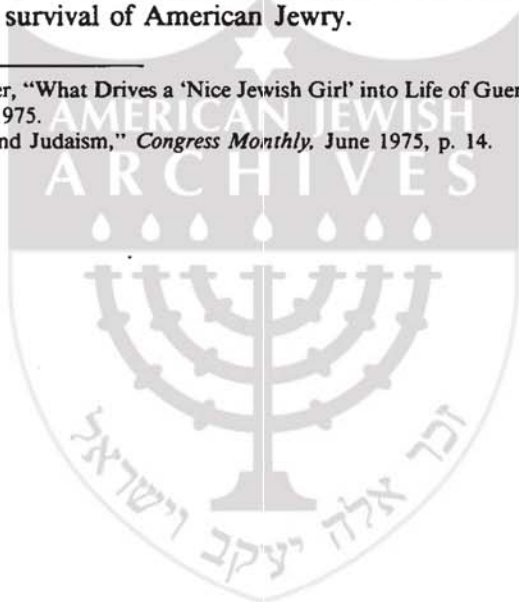 survival of American Jewry.
er, "What Drives a 'Nice Jewish Girl' into Life of Guer
975.
nd Judaism," Congress Monthly, June 1975, p. 14.
AMERICAN JEWISH
ARCHIVES
זכר אלה יעקב וישראל